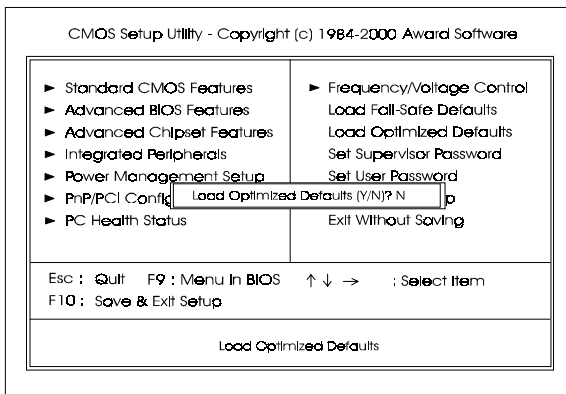 CMOS Setup Utility - Copyright (c) 1984-2000 Award Software
► Standard CMOS Features
► Advanced BIOS Features
► Advanced Chipset Features
► Integrated Peripherals
► Power Management Setup
► PnP/PCI Config
► PC Health Status
► Frequency/Voltage Control
Load Fail-Safe Defaults
Load Optimized Defaults
Set Supervisor Password
Set User Password
p
Exit Without Saving
Load Optimized Defaults (Y/N)? N
Esc : Quit F9 : Menu in BIOS ↑ ↓ → : Select Item
F10 : Save & Exit Setup
Load Optimized Defaults